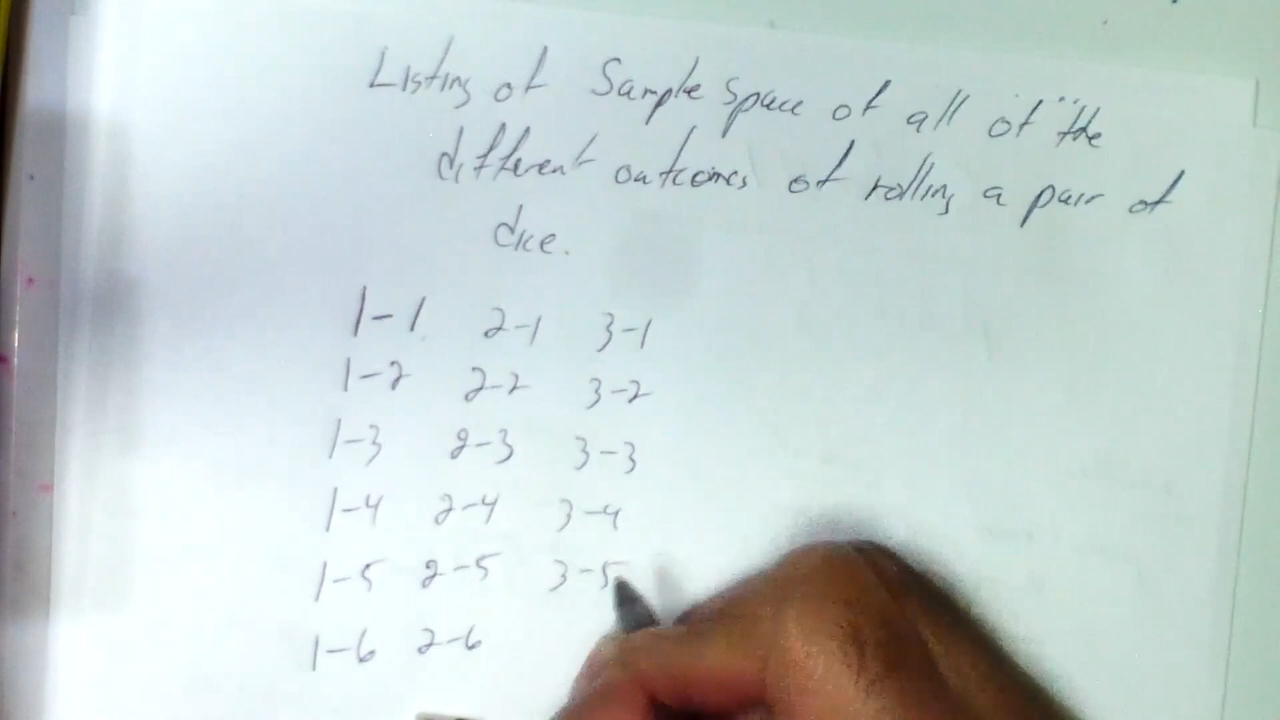 Listing of Sample Space of all of the
different outcomes of rolling a pair of
dice.
1-1 2-1 3-1
1-2 2-2 3-2
1-3 2-3 3-3
1-4 2-4 3-4
1-5 2-5 3-5
1-6 2-6